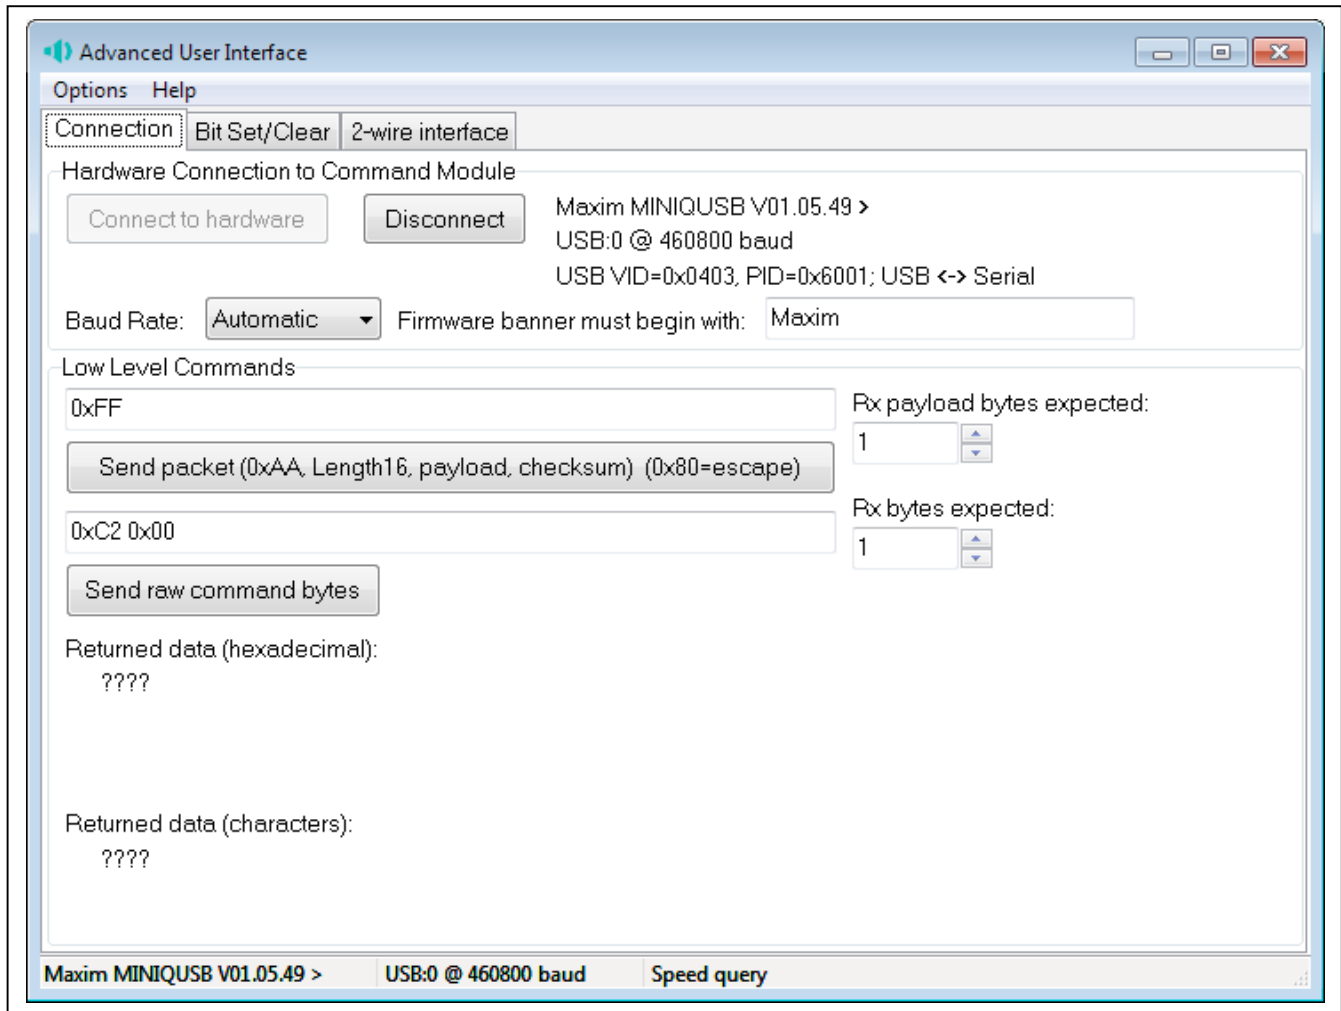 Advanced User Interface
Options Help
Connection Bit Set/Clear 2-wire interface
Hardware Connection to Command Module
Connect to hardware Disconnect Maxim MINIQUSB V01.05.49 >
USB:0 @ 460800 baud
USB VID=0x0403, PID=0x6001; USB <-> Serial
Baud Rate: Automatic Firmware banner must begin with: Maxim
Low Level Commands
0xFF Rx payload bytes expected:
1
Send packet (0xAA, Length16, payload, checksum) (0x80=escape)
Rx bytes expected:
0xC2 0x00 1
Send raw command bytes
Returned data (hexadecimal):
????
Returned data (characters):
????
Maxim MINIQUSB V01.05.49 > USB:0 @ 460800 baud Speed query